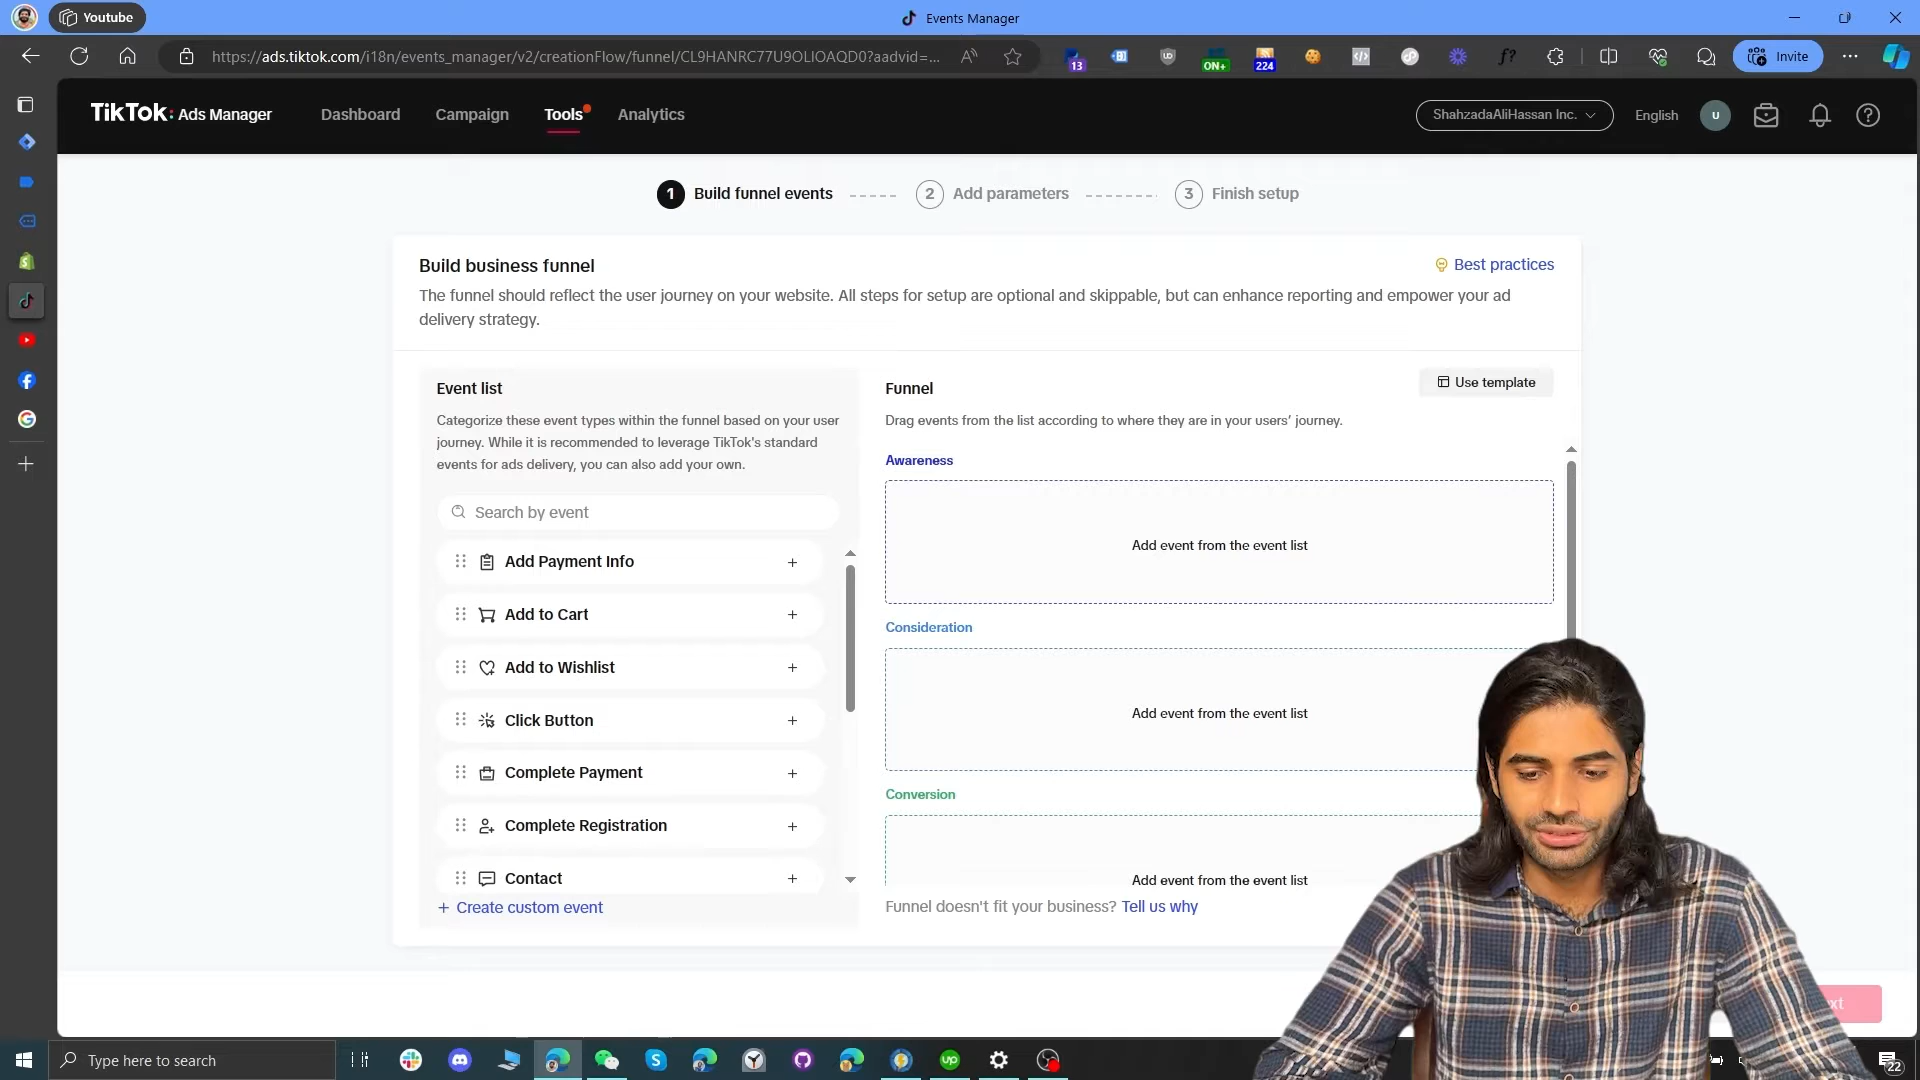 Youtube
Events Manager
https://ads.tiktok.com/i18n/events_manager/v2/creationFlow/funnel/CL9HANRC77U9OLIOAQD0?aadvid=...
13
ON+
224
Invite
TikTok: Ads Manager
Dashboard
Campaign
Tools
Analytics
ShahzadaAliHassan Inc.
English
U
1 Build funnel events
2 Add parameters
3 Finish setup
Build business funnel
Best practices
The funnel should reflect the user journey on your website. All steps for setup are optional and skippable, but can enhance reporting and empower your ad
delivery strategy.
Event list
Categorize these event types within the funnel based on your user
journey. While it is recommended to leverage TikTok's standard
events for ads delivery, you can also add your own.
Search by event
Add Payment Info +
Add to Cart +
Add to Wishlist +
Click Button +
Complete Payment +
Complete Registration +
Contact +
+ Create custom event
Funnel
Use template
Drag events from the list according to where they are in your users' journey.
Awareness
Add event from the event list
Consideration
Add event from the event list
Conversion
Add event from the event list
Funnel doesn't fit your business? Tell us why
Type here to search
22